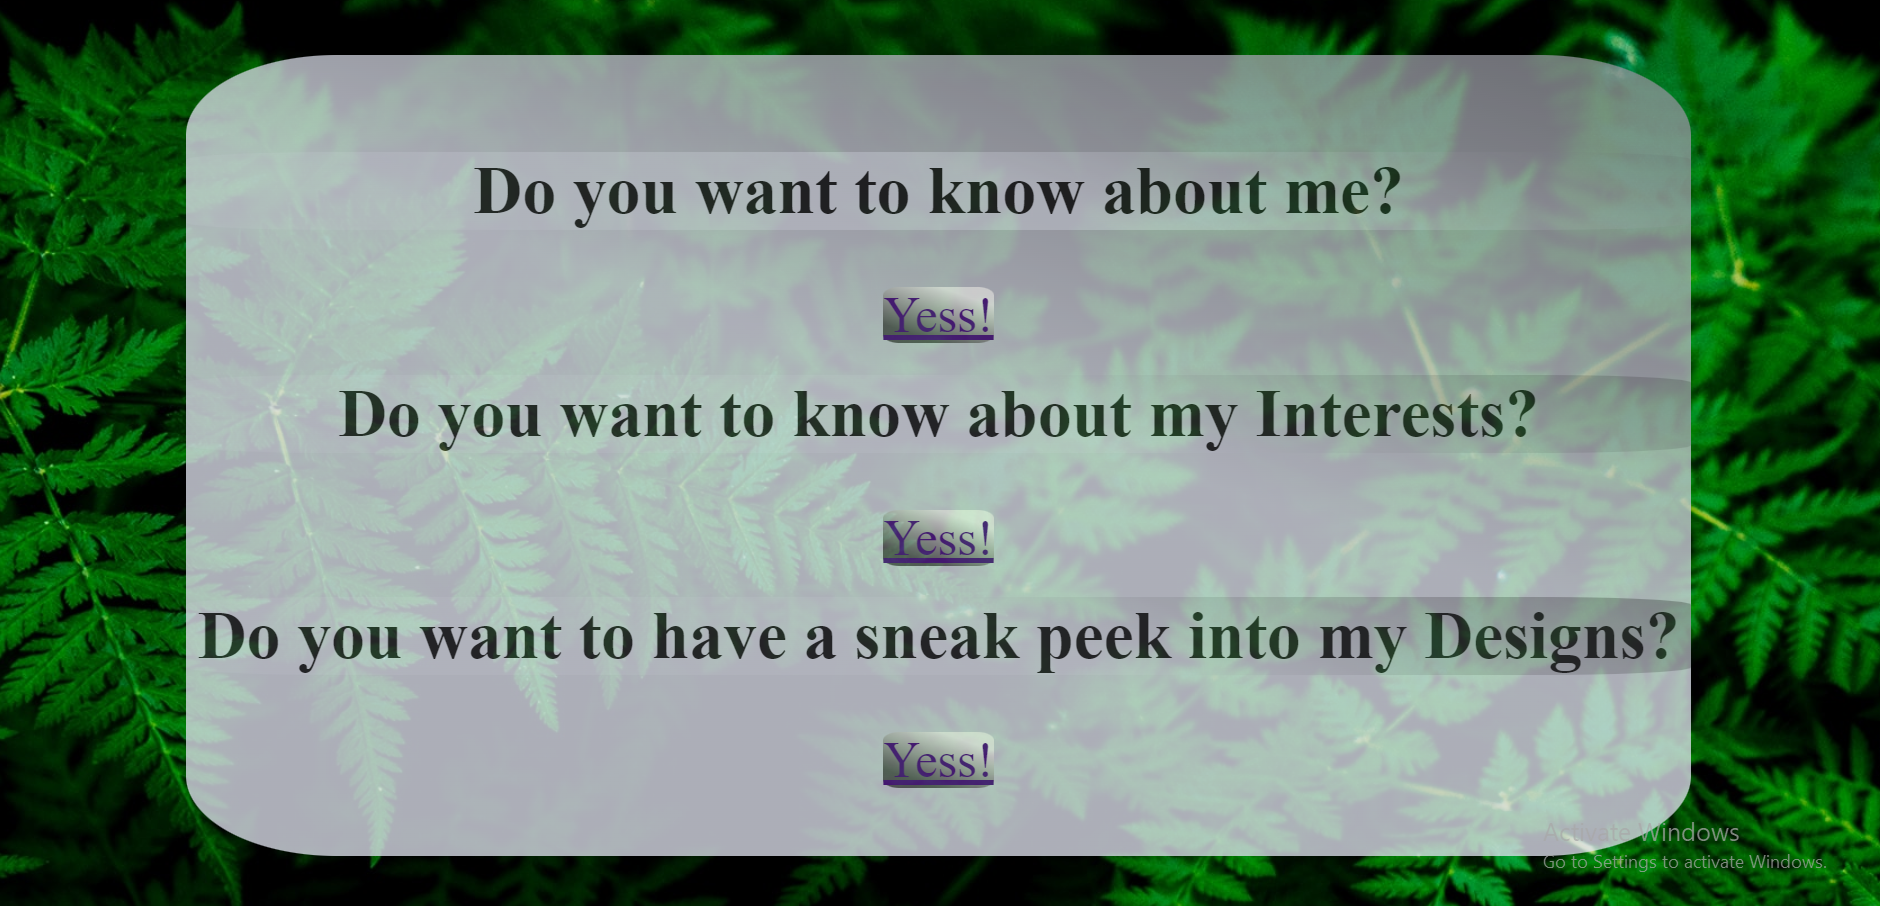 Do you want to know about me?
Yess!
Do you want to know about my Interests?
Yess!
Do you want to have a sneak peek into my Designs?
Yess!
Activate Windows
Go to Settings to activate Windows.